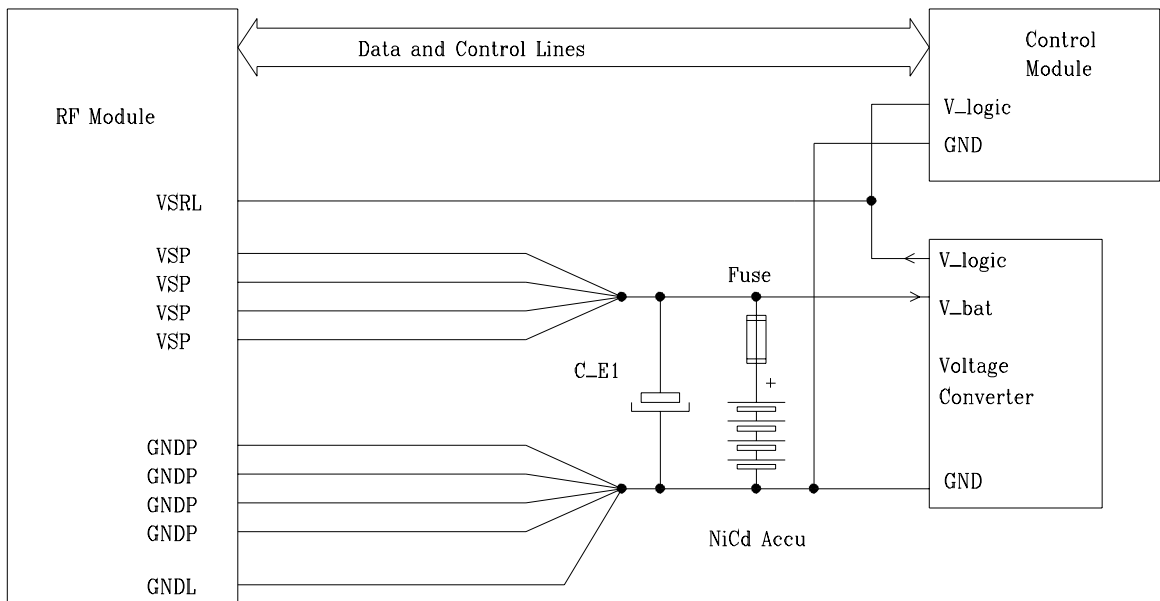 Data and Control Lines
Control
Module
V_logic
GND
RF Module
VSRL
VSP
VSP
VSP
VSP
Fuse
V_logic
V_bat
Voltage
Converter
GND
C_E1
+
GNDP
GNDP
GNDP
GNDP
GNDL
NiCd Accu